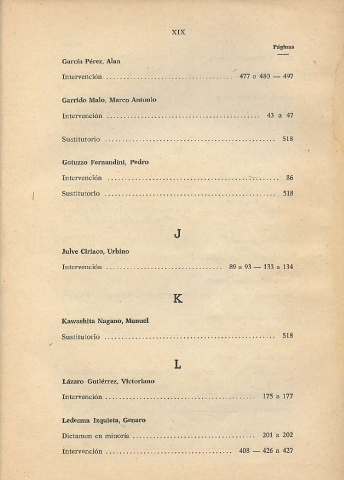 XIX
Páginas
García Pérez, Alan
Intervención .................................. 477 a 480 — 497
Garrido Malo, Marco Antonio
Intervención .................................. 43 a 47
Sustitutorio .................................. 518
Gotuzzo Fernandini, Pedro
Intervención .................................. 86
Sustitutorio .................................. 518
J
Julve Ciriaco, Urbino
Intervención .................................. 89 a 93 — 133 a 134
K
Kawashita Nagano, Manuel
Sustitutorio .................................. 518
L
Lázaro Gutiérrez, Victoriano
Intervención .................................. 175 a 177
Ledesma Izquieta, Genaro
Dictamen en minoría .................................. 201 a 202
Intervención .................................. 408 — 426 a 427